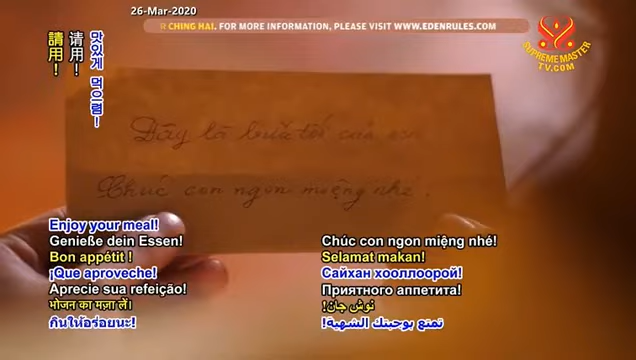 26-Mar-2020
CHING HAI. FOR MORE INFORMATION, PLEASE VISIT WWW.EDENRULES.COM
SUPREME MASTER
TV.COM
请用!
請用!
맛있게 먹으렴!
Đây là bữa tối của con
Chúc con ngon miệng nhé.
Enjoy your meal!
Genieße dein Essen!
Bon appétit !
¡Que aproveche!
Aprecie sua refeição!
भोजन का मज़ा लें।
กินให้อร่อยนะ!
Chúc con ngon miệng nhé!
Selamat makan!
Сайхан хооллоорой!
Приятного аппетита!
نوش جان!
تمتع بوجبتك الشهية!